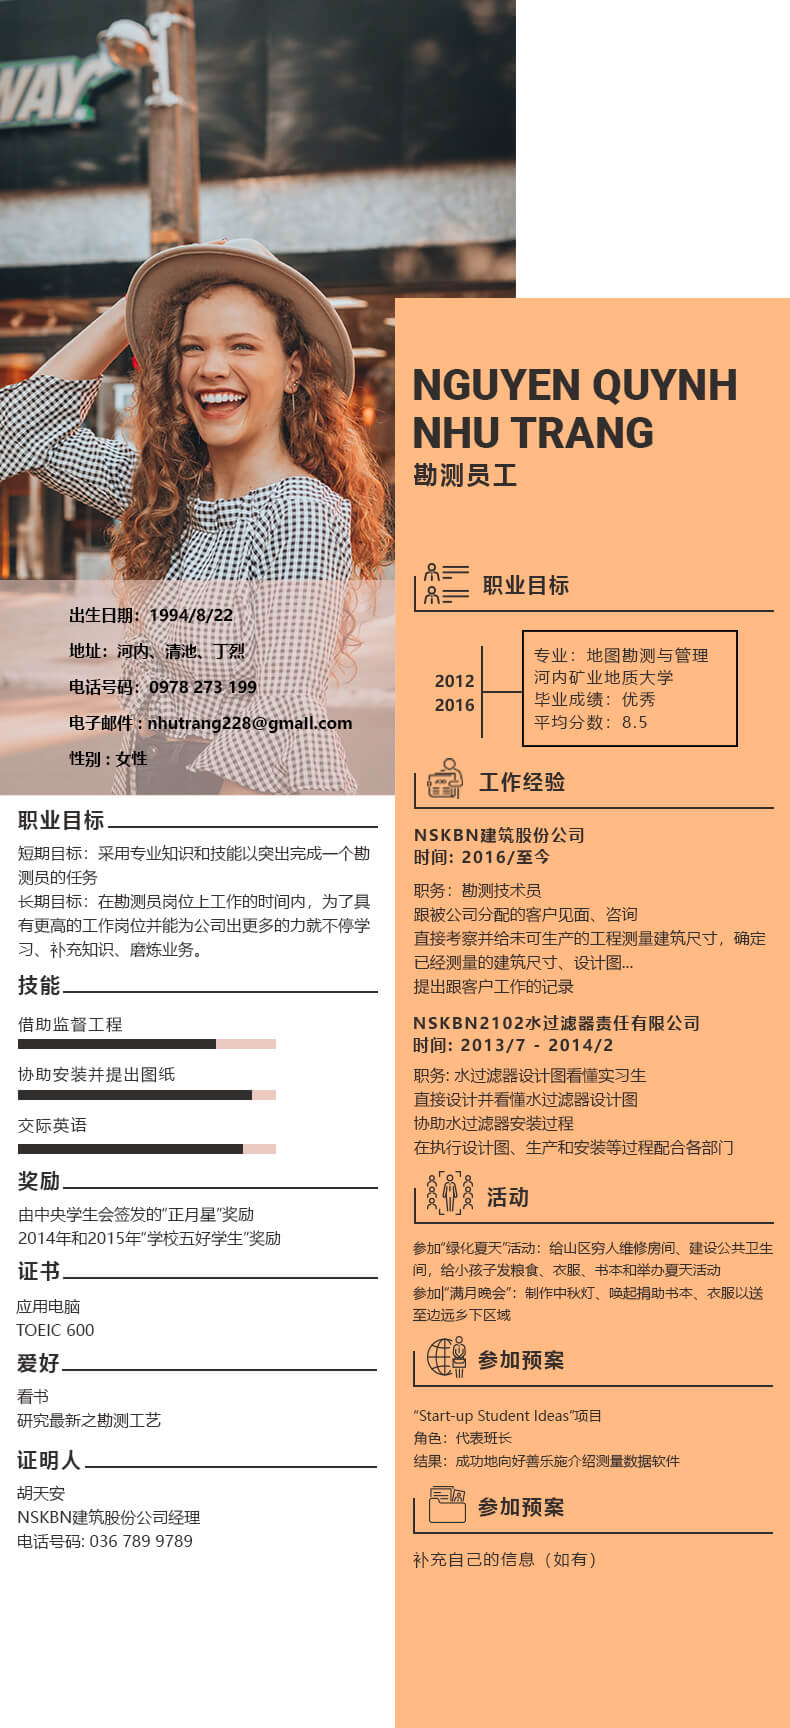 WAY
出生日期：1994/8/22
地址：河内、清池、丁烈
电话号码：0978 273 199
电子邮件 : nhutrang228@gmall.com
性别 : 女性
职业目标
短期目标：采用专业知识和技能以突出完成一个勘
测员的任务
长期目标：在勘测员岗位上工作的时间内，为了具
有更高的工作岗位并能为公司出更多的力就不停学
习、补充知识、磨炼业务。
技能
借助监督工程
协助安装并提出图纸
交际英语
奖励
由中央学生会签发的“正月星”奖励
2014年和2015年“学校五好学生”奖励
证书
应用电脑
TOEIC 600
爱好
看书
研究最新之勘测工艺
证明人
胡天安
NSKBN建筑股份公司经理
电话号码: 036 789 9789
NGUYEN QUYNH
NHU TRANG
勘测员工
职业目标
2012
2016
专业：地图勘测与管理
河内矿业地质大学
毕业成绩：优秀
平均分数：8.5
工作经验
NSKBN建筑股份公司
时间: 2016/至今
职务：勘测技术员
跟被公司分配的客户见面、咨询
直接考察并给未可生产的工程测量建筑尺寸，确定
已经测量的建筑尺寸、设计图...
提出跟客户工作的记录
NSKBN2102水过滤器责任有限公司
时间: 2013/7 - 2014/2
职务: 水过滤器设计图看懂实习生
直接设计并看懂水过滤器设计图
协助水过滤器安装过程
在执行设计图、生产和安装等过程配合各部门
活动
参加“绿化夏天”活动：给山区穷人维修房间、建设公共卫生
间，给小孩子发粮食、衣服、书本和举办夏天活动
参加|“满月晚会”：制作中秋灯、唤起捐助书本、衣服以送
至边远乡下区域
参加预案
“Start-up Student Ideas”项目
角色：代表班长
结果：成功地向好善乐施介绍测量数据软件
参加预案
补充自己的信息（如有）